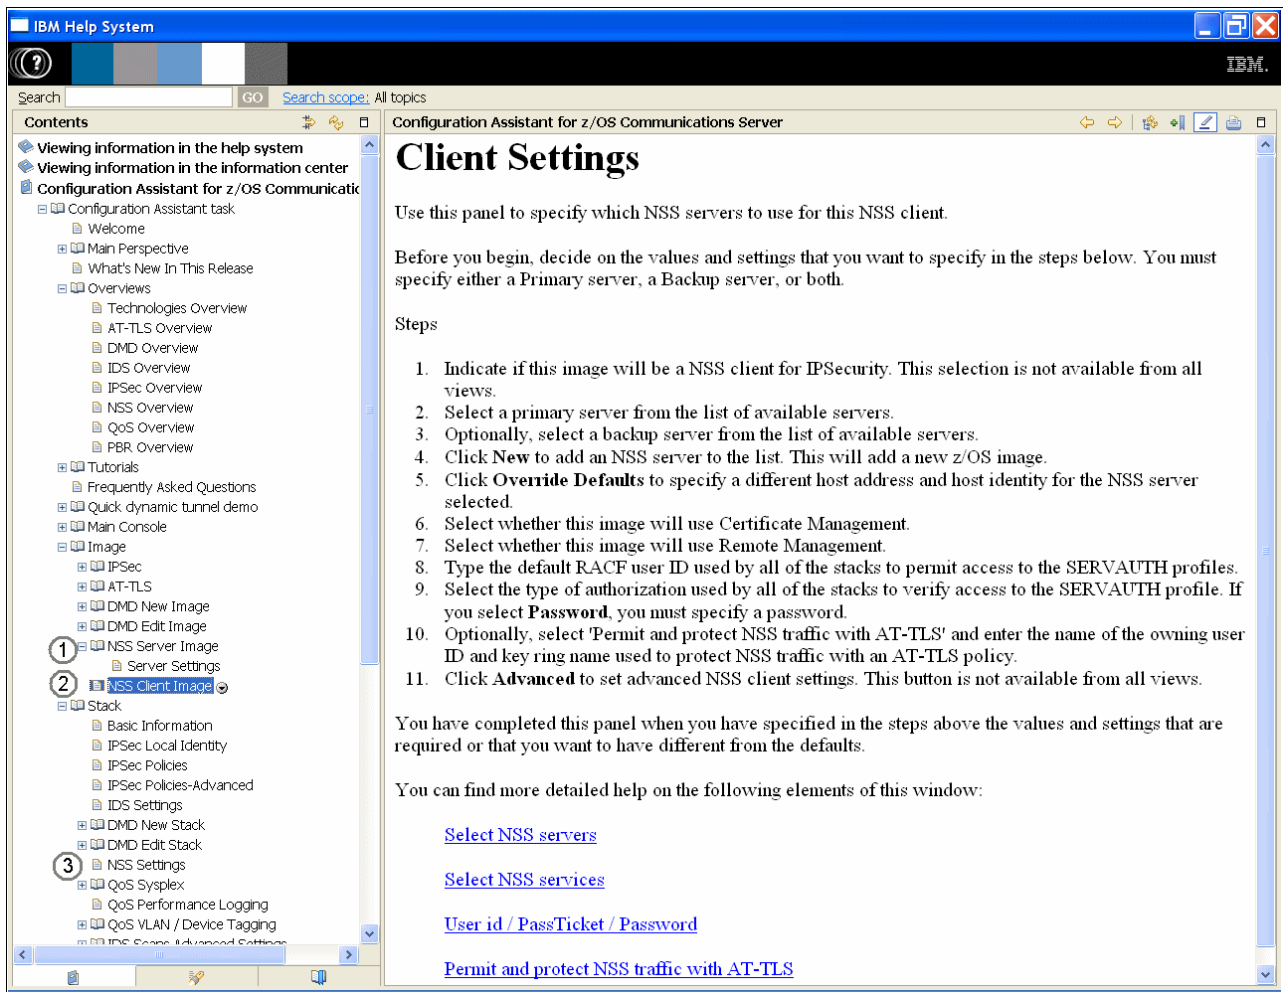 IBM Help System
IBM.
Search GO Search scope: All topics
Contents
Viewing information in the help system
Viewing information in the information center
Configuration Assistant for z/OS Communicatic
Configuration Assistant task
Welcome
Main Perspective
What's New In This Release
Overviews
Technologies Overview
AT-TLS Overview
DMD Overview
IDS Overview
IPSec Overview
NSS Overview
QoS Overview
PBR Overview
Tutorials
Frequently Asked Questions
Quick dynamic tunnel demo
Main Console
Image
IPSec
AT-TLS
DMD New Image
DMD Edit Image
1 NSS Server Image
Server Settings
2 NSS Client Image
Stack
Basic Information
IPSec Local Identity
IPSec Policies
IPSec Policies-Advanced
IDS Settings
DMD New Stack
DMD Edit Stack
3 NSS Settings
QoS Sysplex
QoS Performance Logging
QoS VLAN / Device Tagging
IDS Scans Advanced Settings
Configuration Assistant for z/OS Communications Server
Client Settings
Use this panel to specify which NSS servers to use for this NSS client.
Before you begin, decide on the values and settings that you want to specify in the steps below. You must
specify either a Primary server, a Backup server, or both.
Steps
1. Indicate if this image will be a NSS client for IPSecurity. This selection is not available from all
views.
2. Select a primary server from the list of available servers.
3. Optionally, select a backup server from the list of available servers.
4. Click New to add an NSS server to the list. This will add a new z/OS image.
5. Click Override Defaults to specify a different host address and host identity for the NSS server
selected.
6. Select whether this image will use Certificate Management.
7. Select whether this image will use Remote Management.
8. Type the default RACF user ID used by all of the stacks to permit access to the SERVAUTH profiles.
9. Select the type of authorization used by all of the stacks to verify access to the SERVAUTH profile. If
you select Password, you must specify a password.
10. Optionally, select 'Permit and protect NSS traffic with AT-TLS' and enter the name of the owning user
ID and key ring name used to protect NSS traffic with an AT-TLS policy.
11. Click Advanced to set advanced NSS client settings. This button is not available from all views.
You have completed this panel when you have specified in the steps above the values and settings that are
required or that you want to have different from the defaults.
You can find more detailed help on the following elements of this window:
Select NSS servers
Select NSS services
User id / PassTicket / Password
Permit and protect NSS traffic with AT-TLS